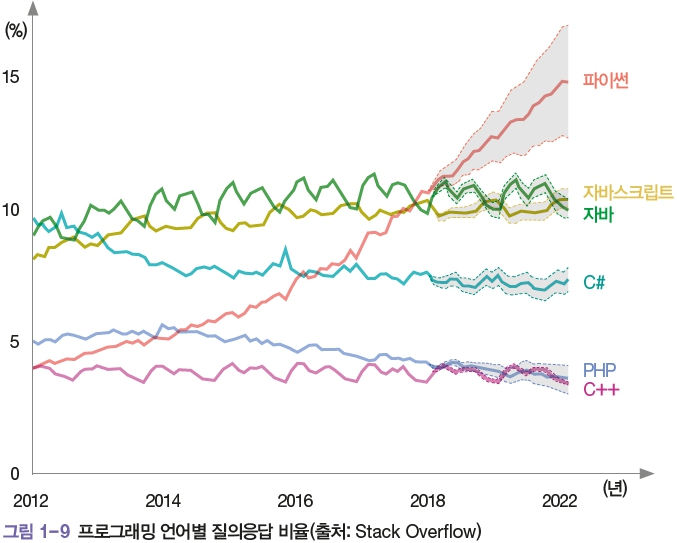 (%)
15
10
5
0
파이썬
자바스크립트
자바
C#
PHP
C++
2012 2014 2016 2018 2022
(년)
그림 1-9 프로그래밍 언어별 질의응답 비율(출처: Stack Overflow)